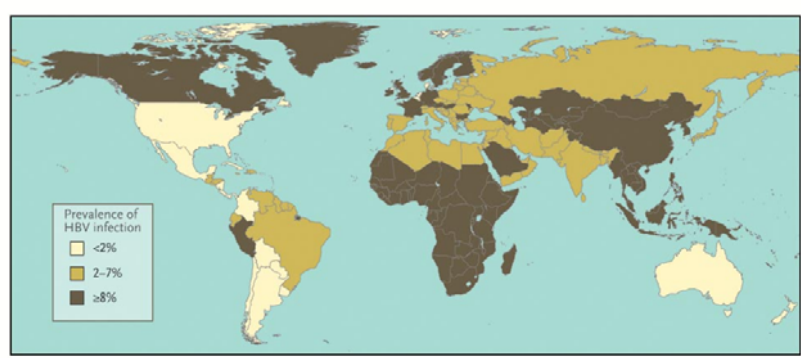 Prevalence of
HBV infection
<2%
2–7%
≥8%